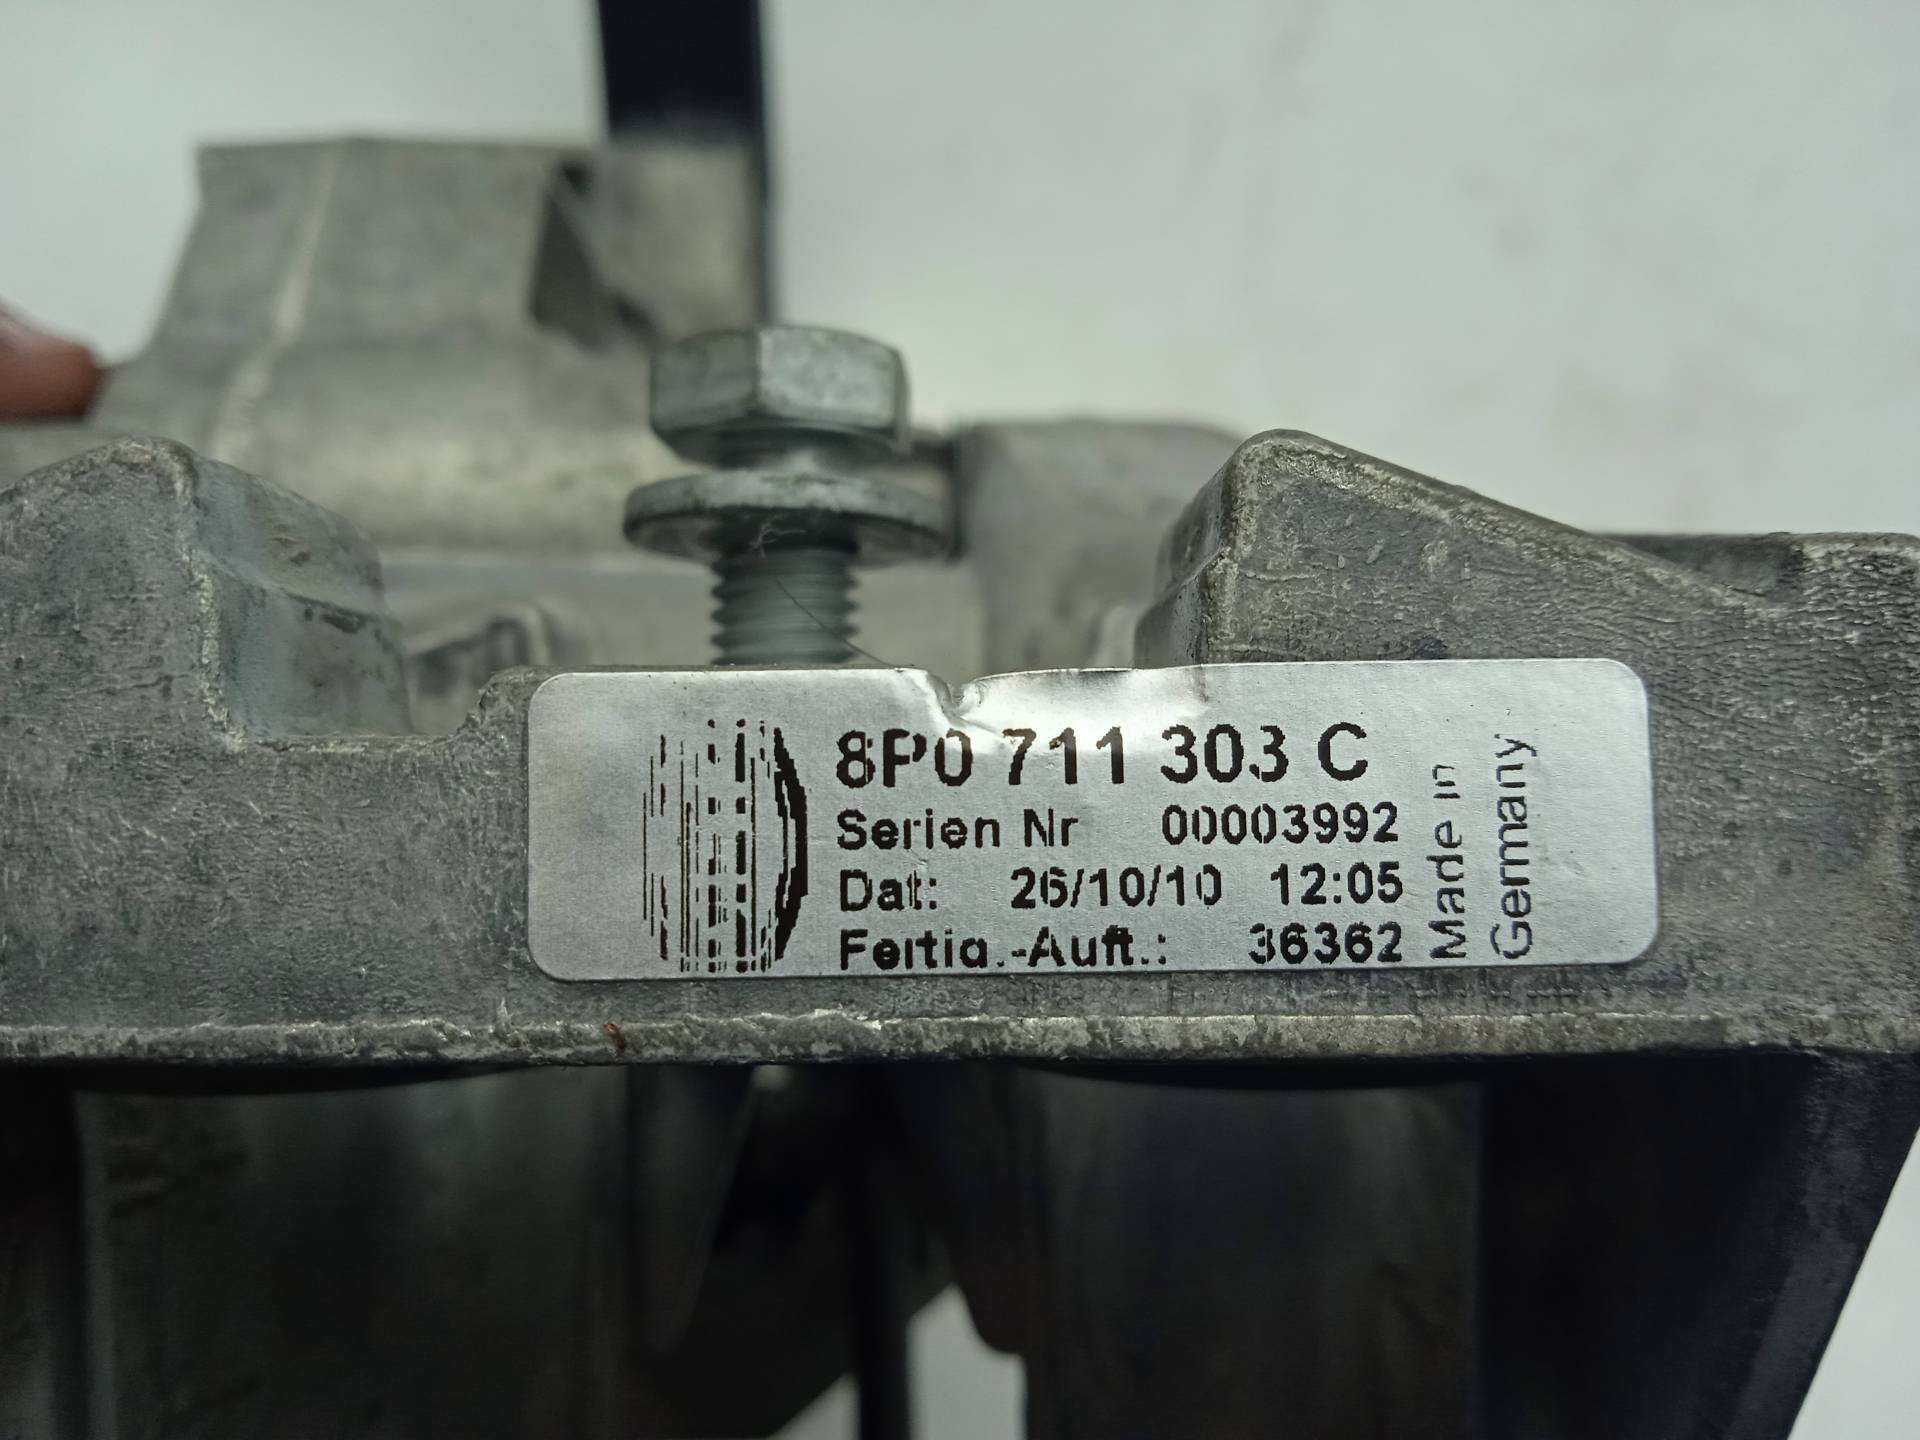 8P0 711 303 C
Serien Nr 00003992
Dat: 26/10/10 12:05
Fertig.-Auft.: 36362
Made in
Germany